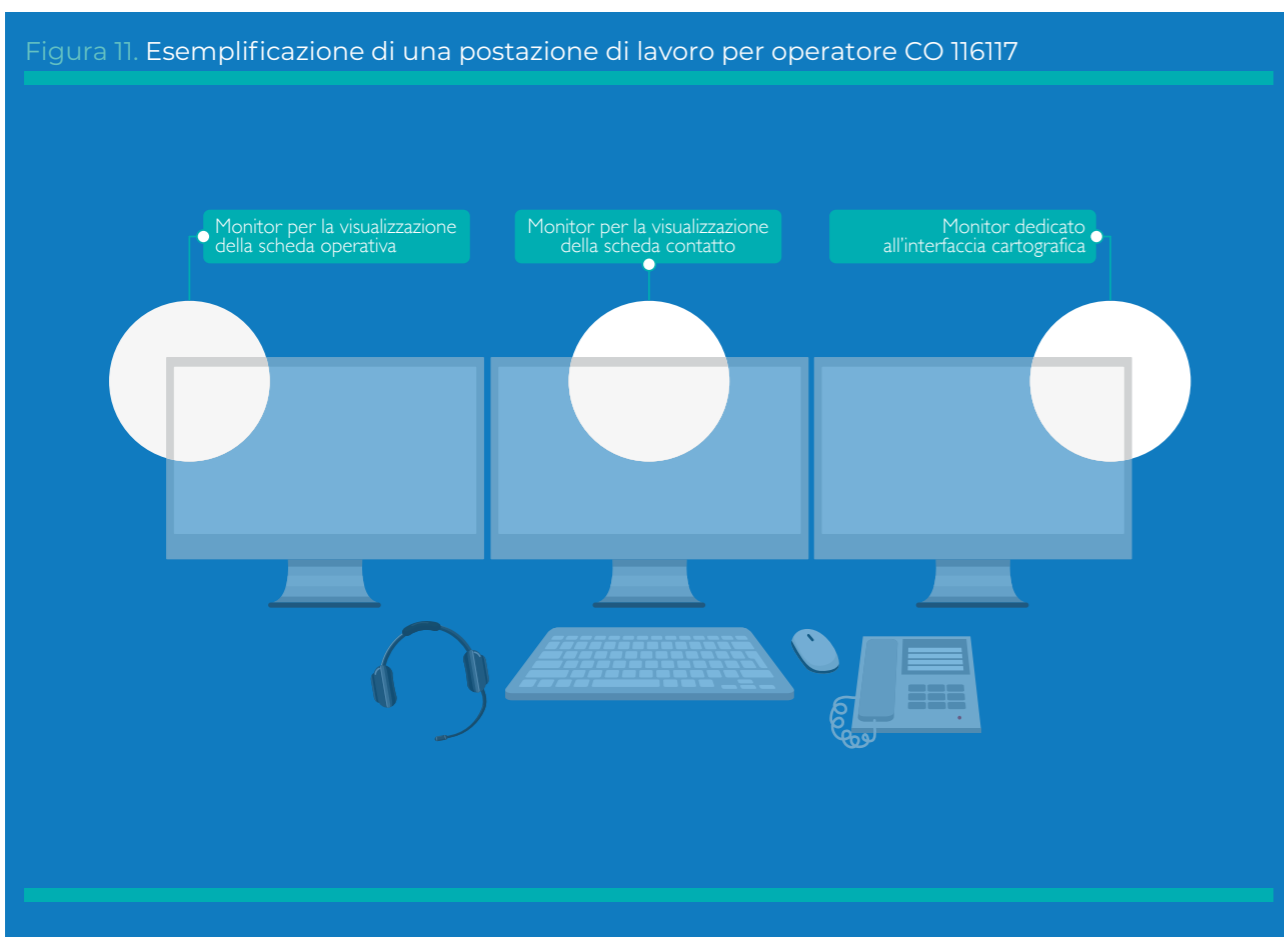 Figura 11. Esemplificazione di una postazione di lavoro per operatore CO 116117
Monitor per la visualizzazione
della scheda operativa
Monitor per la visualizzazione
della scheda contatto
Monitor dedicato
all'interfaccia cartografica